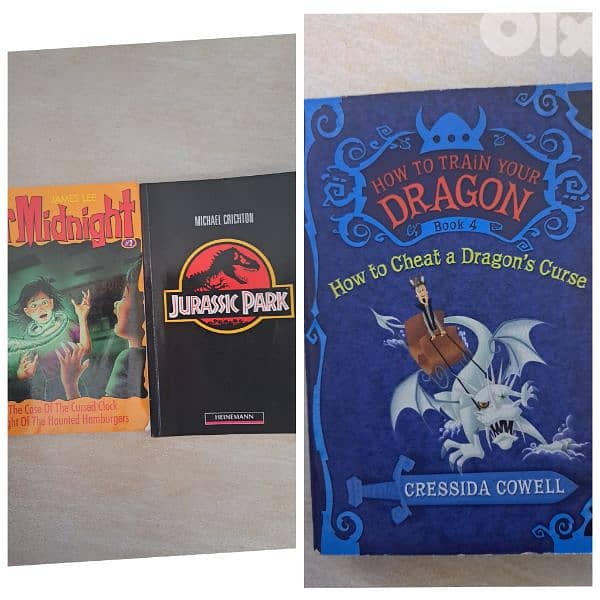 JAMES LEE
r Midnight
#2
The Case Of The Cursed Clock
ght Of The Haunted Hamburgers
MICHAEL CRICHTON
JURASSIC PARK
HEINEMANN
Olx
HOW TO TRAIN YOUR
DRAGON
Book 4
How to Cheat a Dragon's Curse
CRESSIDA COWELL